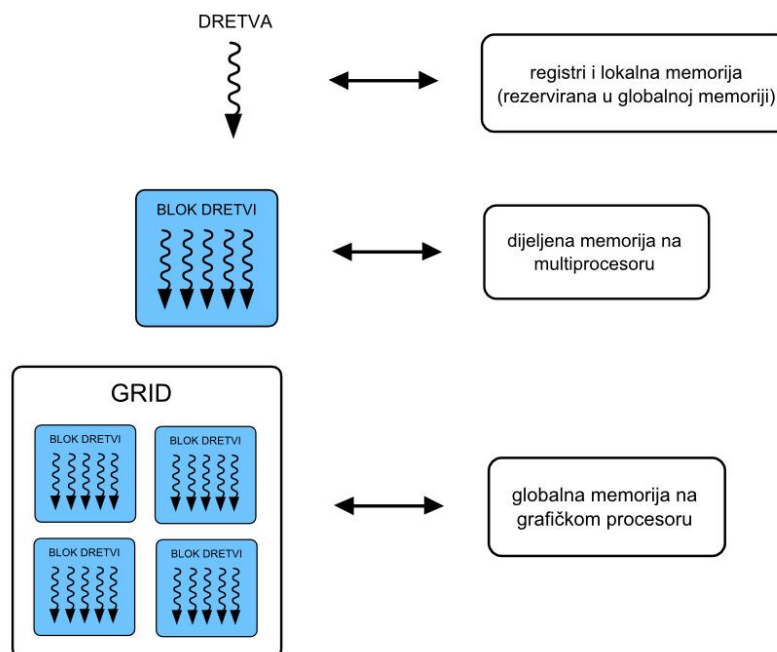 DRETVA
registri i lokalna memorija
(rezervirana u globalnoj memoriji)
BLOK DRETVI
dijeljena memorija na
multiprocesoru
GRID
BLOK DRETVI
BLOK DRETVI
BLOK DRETVI
BLOK DRETVI
globalna memorija na
grafičkom procesoru